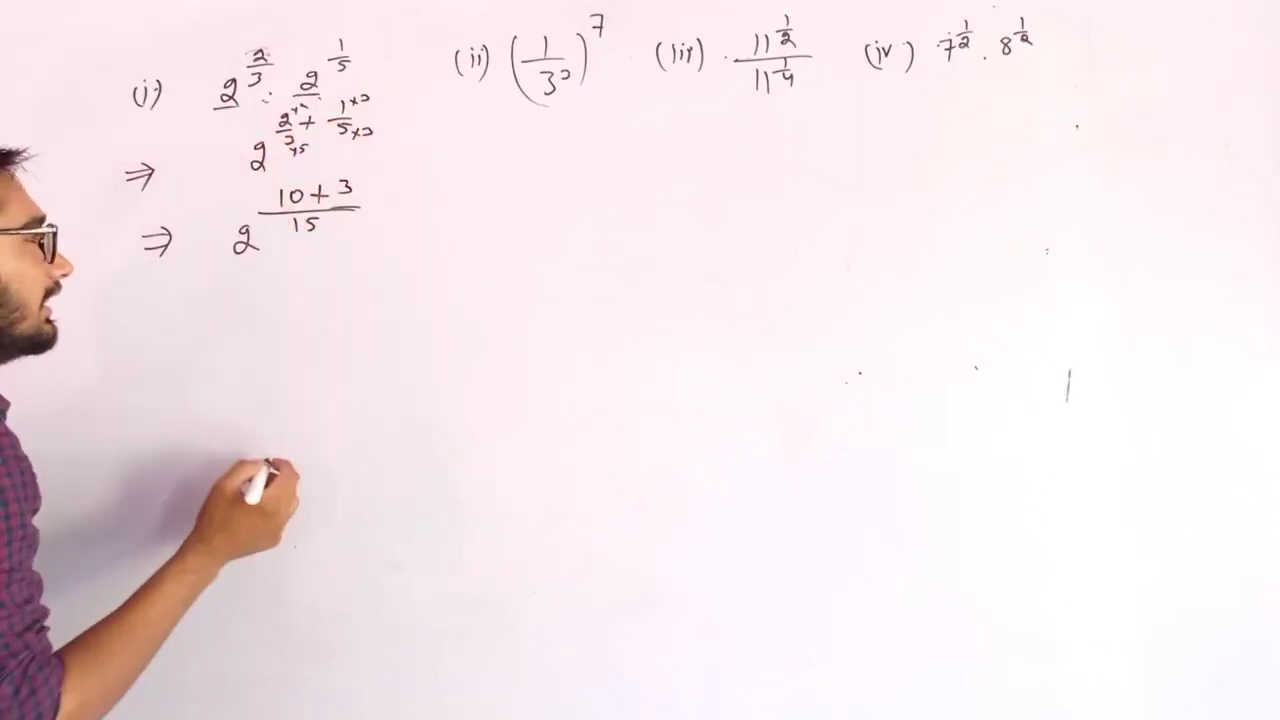 (i) 2^{2/3} . 2^{1/5} (ii) (1/3^3)^7 (iii) 11^{1/2}/11^{1/4} (iv) 7^{1/2} . 8^{1/2}
⇒ 2^{2/3 ×5 + 1×3/5×3}
⇒ 2^{10+3/15}